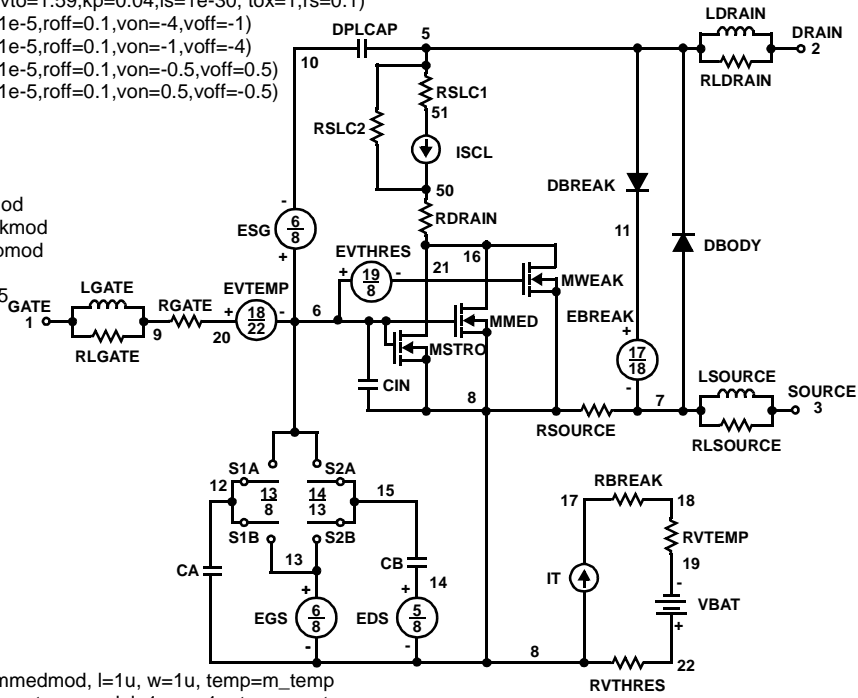 vto=1.59,kp=0.04,is=1e-30, tox=1,rs=0.1)
1e-5,roff=0.1,von=-4,voff=-1)
1e-5,roff=0.1,von=-1,voff=-4)
1e-5,roff=0.1,von=-0.5,voff=0.5)
1e-5,roff=0.1,von=0.5,voff=-0.5)
LDRAIN
DPLCAP
5
DRAIN
2
10
RLDRAIN
RSLC1
51
RSLC2
ISCL
50
DBREAK
od
kmod
omod
RDRAIN
-
ESG
6
8
+
EVTHRES
+
19
8
-
16
21
11
DBODY
MWEAK
LGATE
EVTEMP
5
GATE
1
RGATE
+
18
22
-
6
MMED
EBREAK
+
9
20
RLGATE
MSTRO
17
18
-
LSOURCE
SOURCE
3
CIN
8
7
RSOURCE
RLSOURCE
S1A
S2A
12
13
8
14
13
15
RBREAK
17
18
S1B
S2B
RVTEMP
13
CB
19
CA
14
IT
-
VBAT
+
+
EGS
6
8
-
+
EDS
5
8
-
8
22
RVTHRES
mmedmod, l=1u, w=1u, temp=m_temp